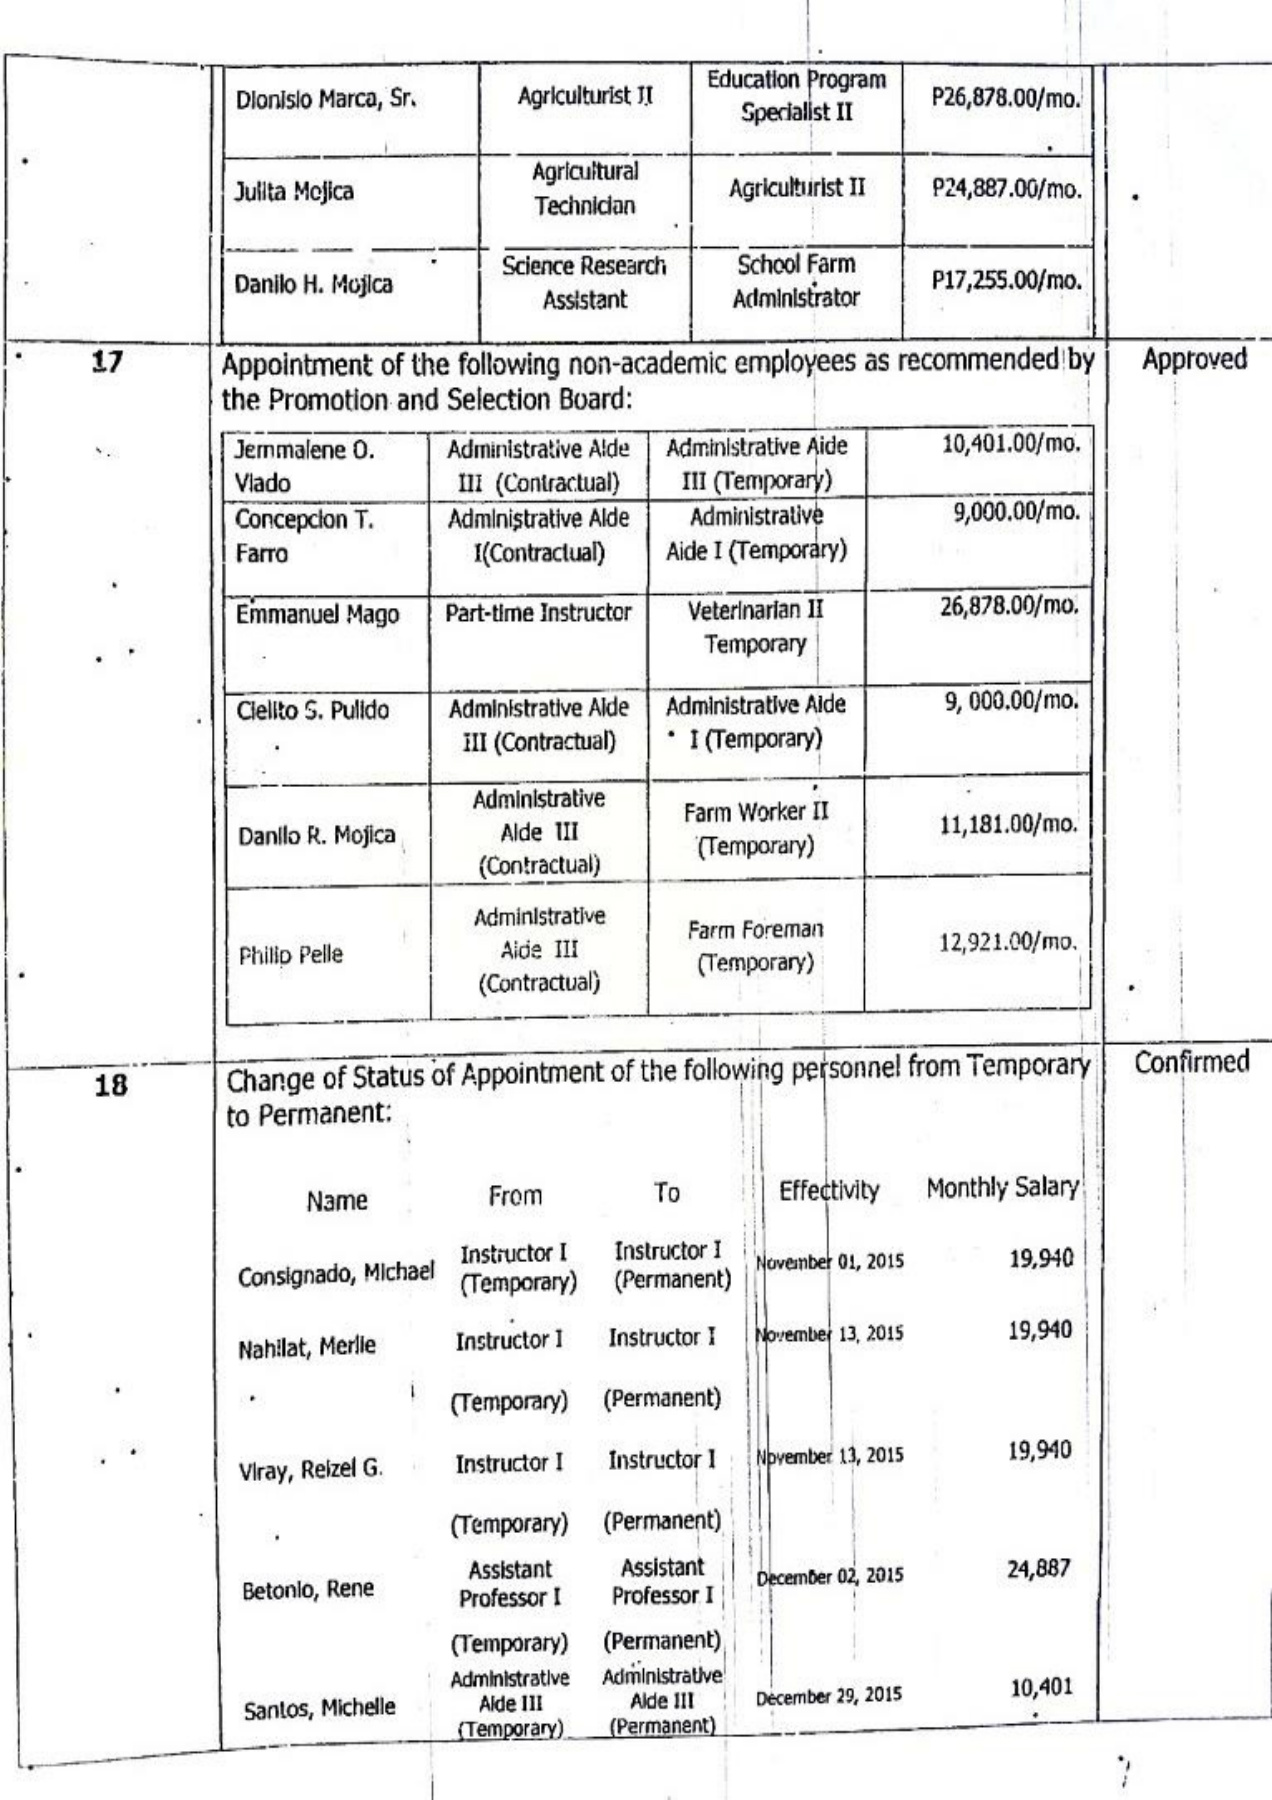 Dionisio Marca, Sr.
Agriculturist II
Education Program
Specialist II
P26,878.00/mo.
Julita Mojica
Agricultural
Technician
Agriculturist II
P24,887.00/mo.
Danilo H. Mojica
Science Research
Assistant
School Farm
Administrator
P17,255.00/mo.
17
Appointment of the following non-academic employees as recommended by
the Promotion and Selection Board:
Approved
Jemmalene O.
Viado
Administrative Aide
III (Contractual)
Administrative Aide
III (Temporary)
10,401.00/mo.
Concepcion T.
Farro
Administrative Aide
I(Contractual)
Administrative
Aide I (Temporary)
9,000.00/mo.
Emmanuel Mago
Part-time Instructor
Veterinarian II
Temporary
26,878.00/mo.
Cielito S. Pulido
Administrative Aide
III (Contractual)
Administrative Aide
I (Temporary)
9, 000.00/mo.
Danilo R. Mojica
Administrative
Aide III
(Contractual)
Farm Worker II
(Temporary)
11,181.00/mo.
Philip Pelle
Administrative
Aide III
(Contractual)
Farm Foreman
(Temporary)
12,921.00/mo.
18
Change of Status of Appointment of the following personnel from Temporary
to Permanent:
Confirmed
Name
From
To
Effectivity
Monthly Salary
Consignado, Michael
Instructor I
(Temporary)
Instructor I
(Permanent)
November 01, 2015
19,940
Nahilat, Merlie
Instructor I
(Temporary)
Instructor I
(Permanent)
November 13, 2015
19,940
Viray, Reizel G.
Instructor I
(Temporary)
Instructor I
(Permanent)
November 13, 2015
19,940
Betonio, Rene
Assistant
Professor I
(Temporary)
Assistant
Professor I
(Permanent)
December 02, 2015
24,887
Santos, Michelle
Administrative
Aide III
(Temporary)
Administrative
Aide III
(Permanent)
December 29, 2015
10,401